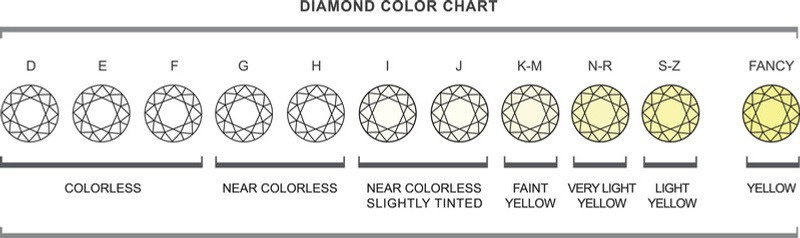 DIAMOND COLOR CHART
D E F G H I J K-M N-R S-Z FANCY
COLORLESS
NEAR COLORLESS
NEAR COLORLESS
SLIGHTLY TINTED
FAINT
YELLOW
VERY LIGHT
YELLOW
LIGHT
YELLOW
YELLOW